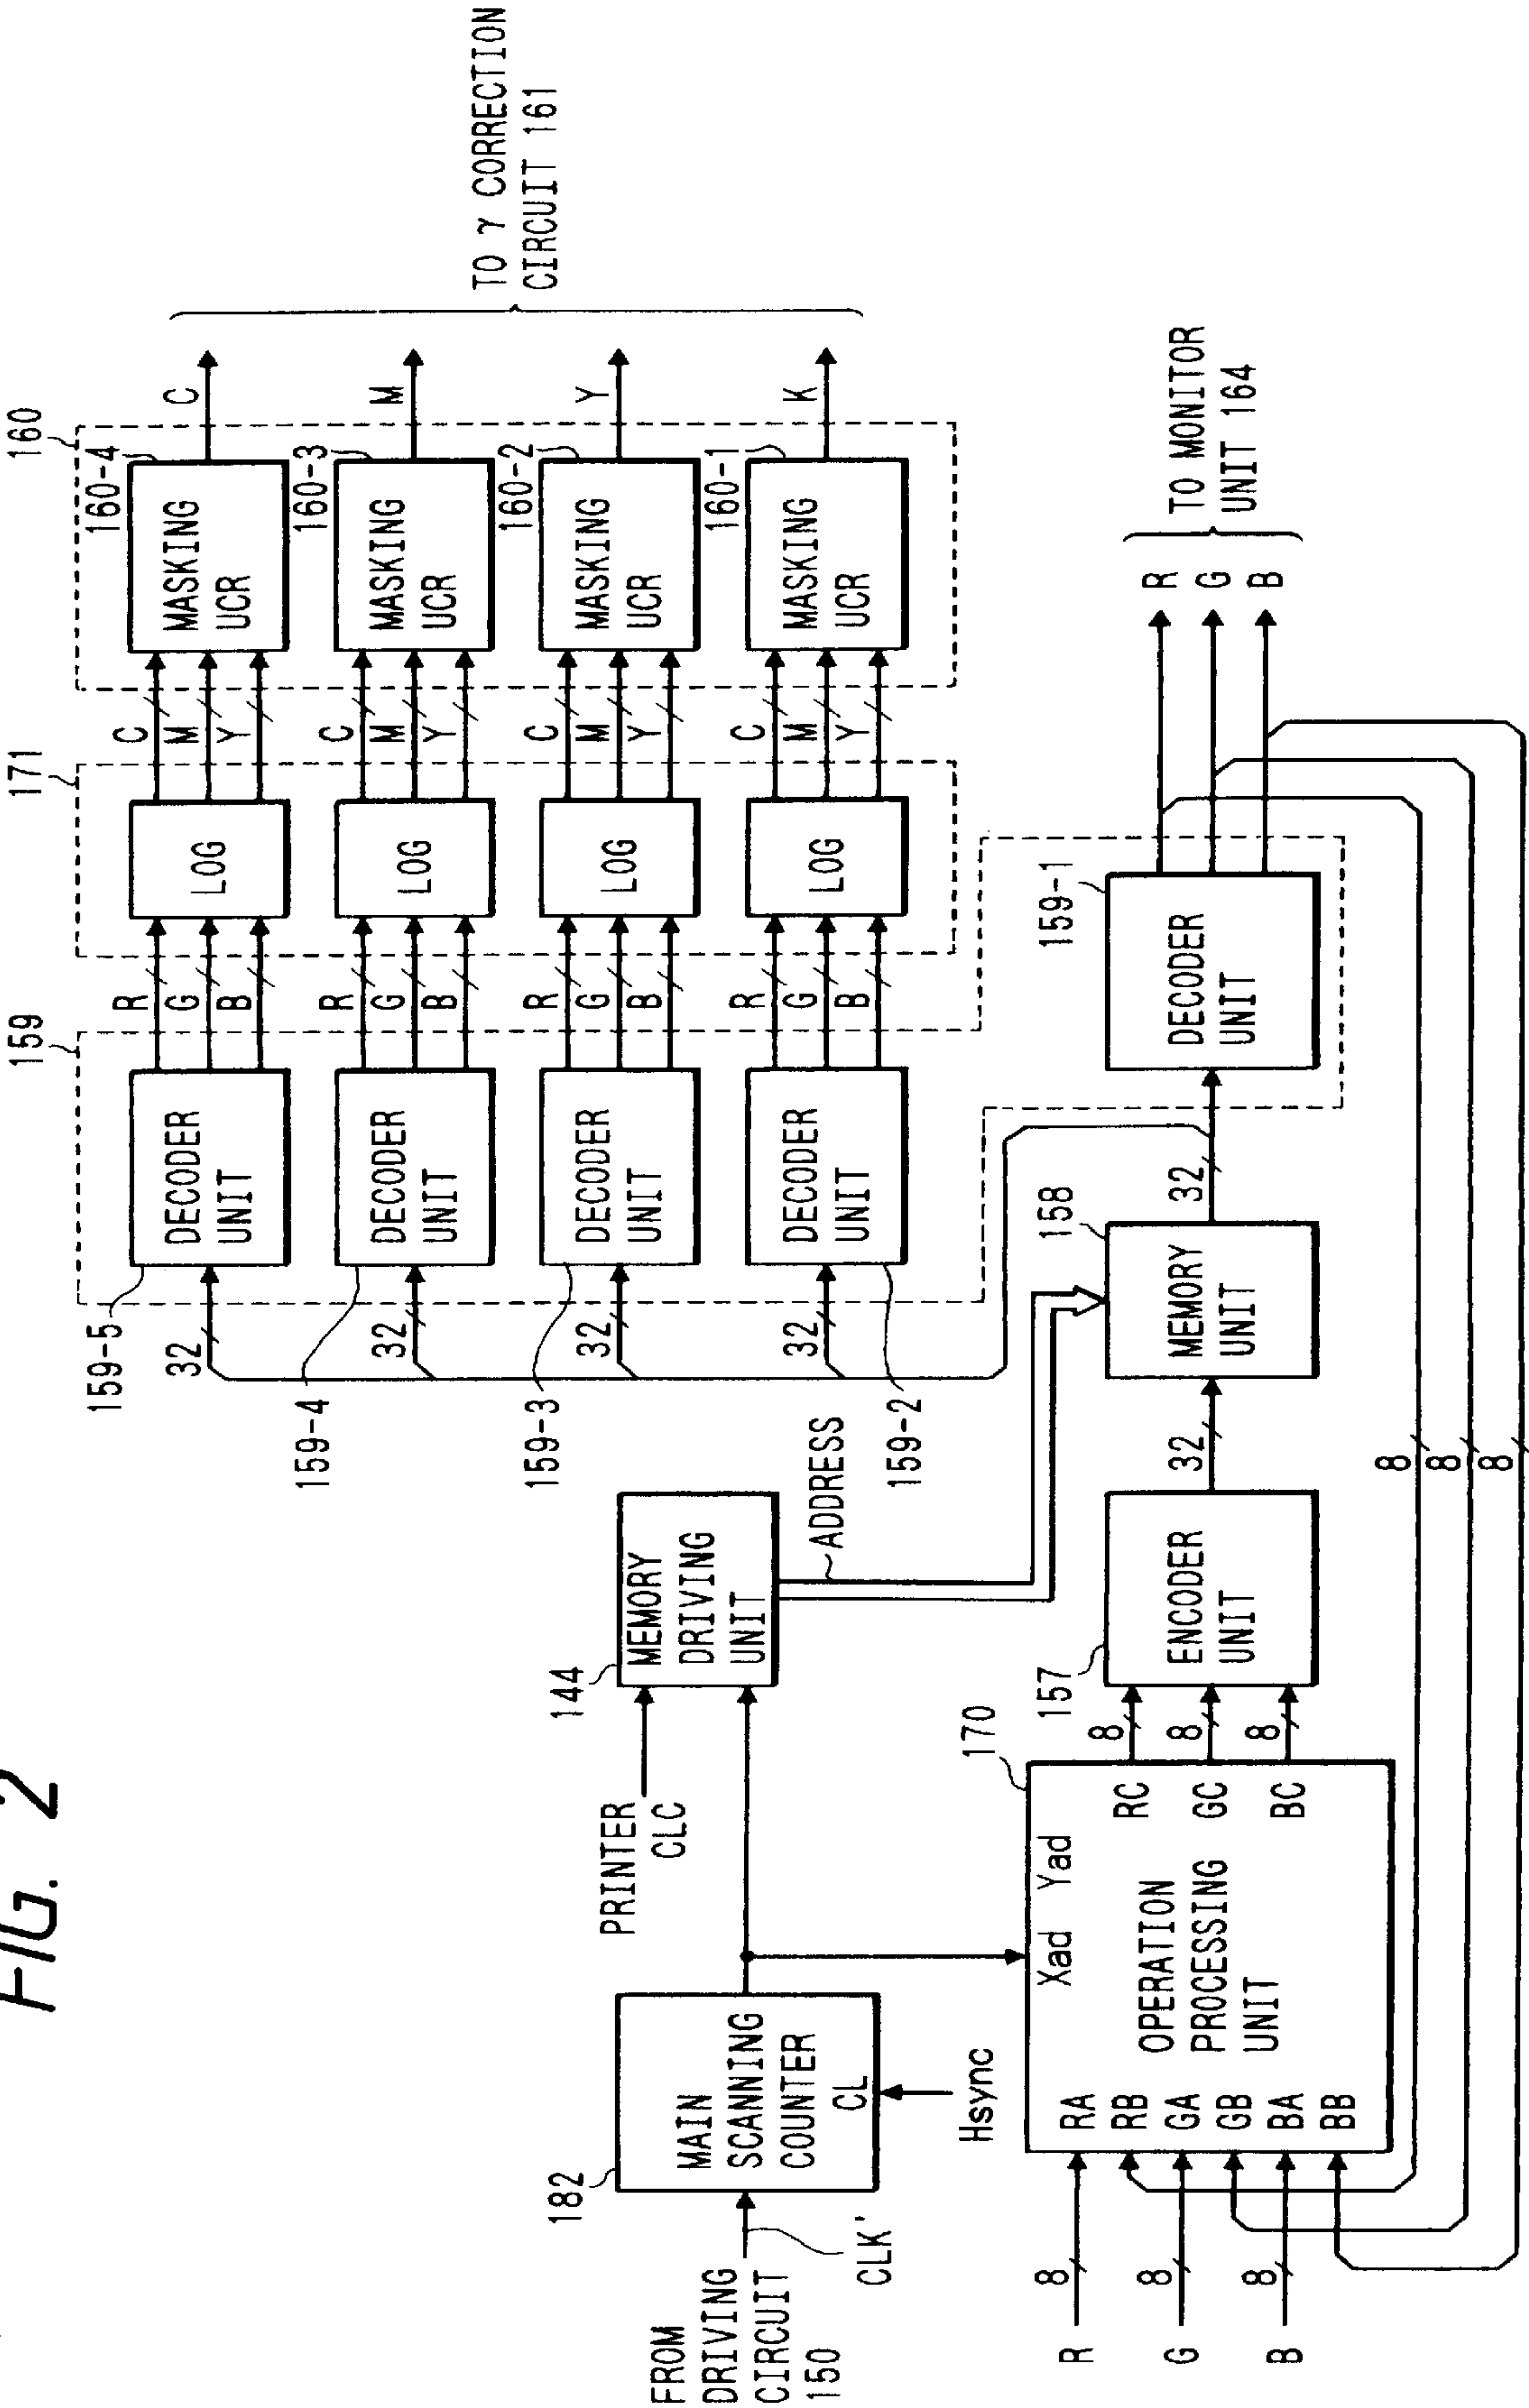 FIG. 2
159
171
160
159-5
32
DECODER
UNIT
R
G
B
LOG
C
M
Y
160-4
MASKING
UCR
C
159-4
32
DECODER
UNIT
R
G
B
LOG
C
M
Y
160-3
MASKING
UCR
M
159-3
32
DECODER
UNIT
R
G
B
LOG
C
M
Y
160-2
MASKING
UCR
Y
159-2
32
DECODER
UNIT
R
G
B
LOG
C
M
Y
160-1
MASKING
UCR
K
TO γ CORRECTION
CIRCUIT 161
FROM
DRIVING
CIRCUIT
150
CLK'
182
MAIN
SCANNING
COUNTER
CL
Hsync
PRINTER
CLC
144
MEMORY
DRIVING
UNIT
ADDRESS
R
G
B
8
8
8
170
Xad Yad
RA
RB
GA
GB
BA
BB
OPERATION
PROCESSING
UNIT
RC
GC
BC
8
8
8
157
ENCODER
UNIT
32
158
MEMORY
UNIT
32
159-1
DECODER
UNIT
R
G
B
TO MONITOR
UNIT 164
8
8
8